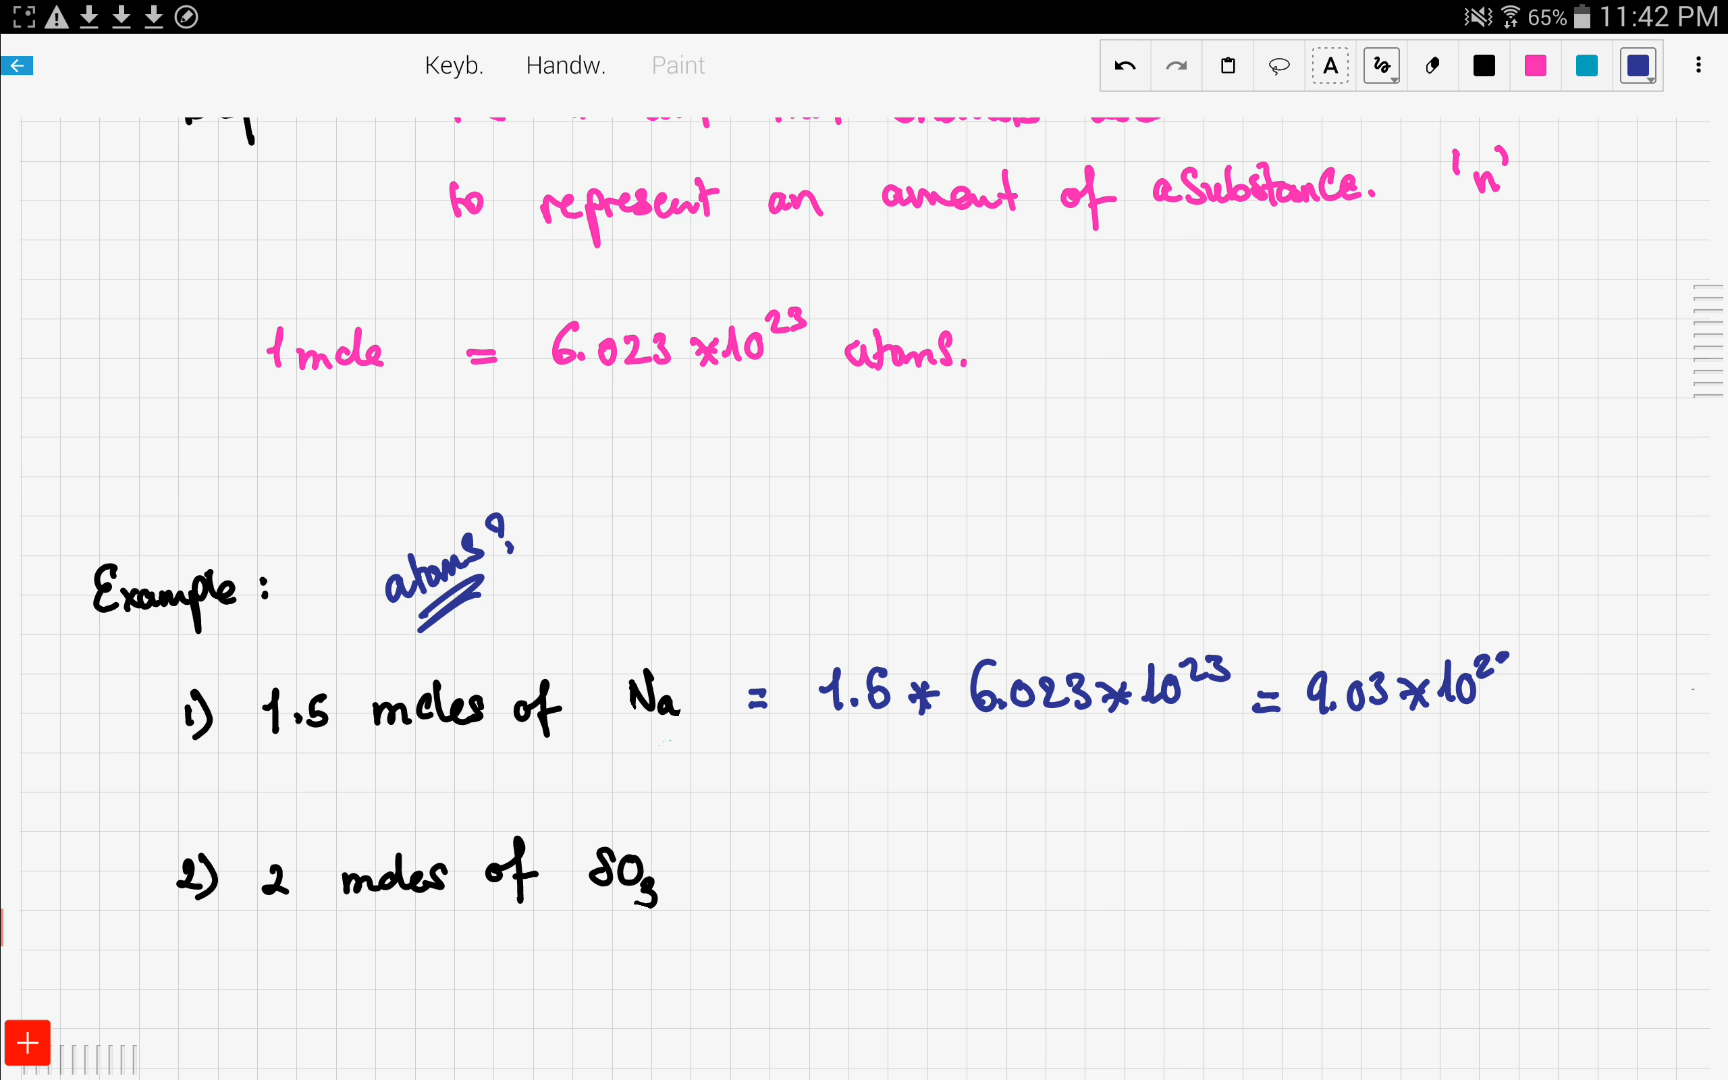 65% 11:42 PM
Keyb. Handw. Paint
A
to represent an amount of a substance. 'n'
1 mole = 6.023 * 10^23 atoms.
Example : atoms?
1) 1.5 moles of Na = 1.5 * 6.023 * 10^23 = 9.03 * 10^2
2) 2 moles of SO3